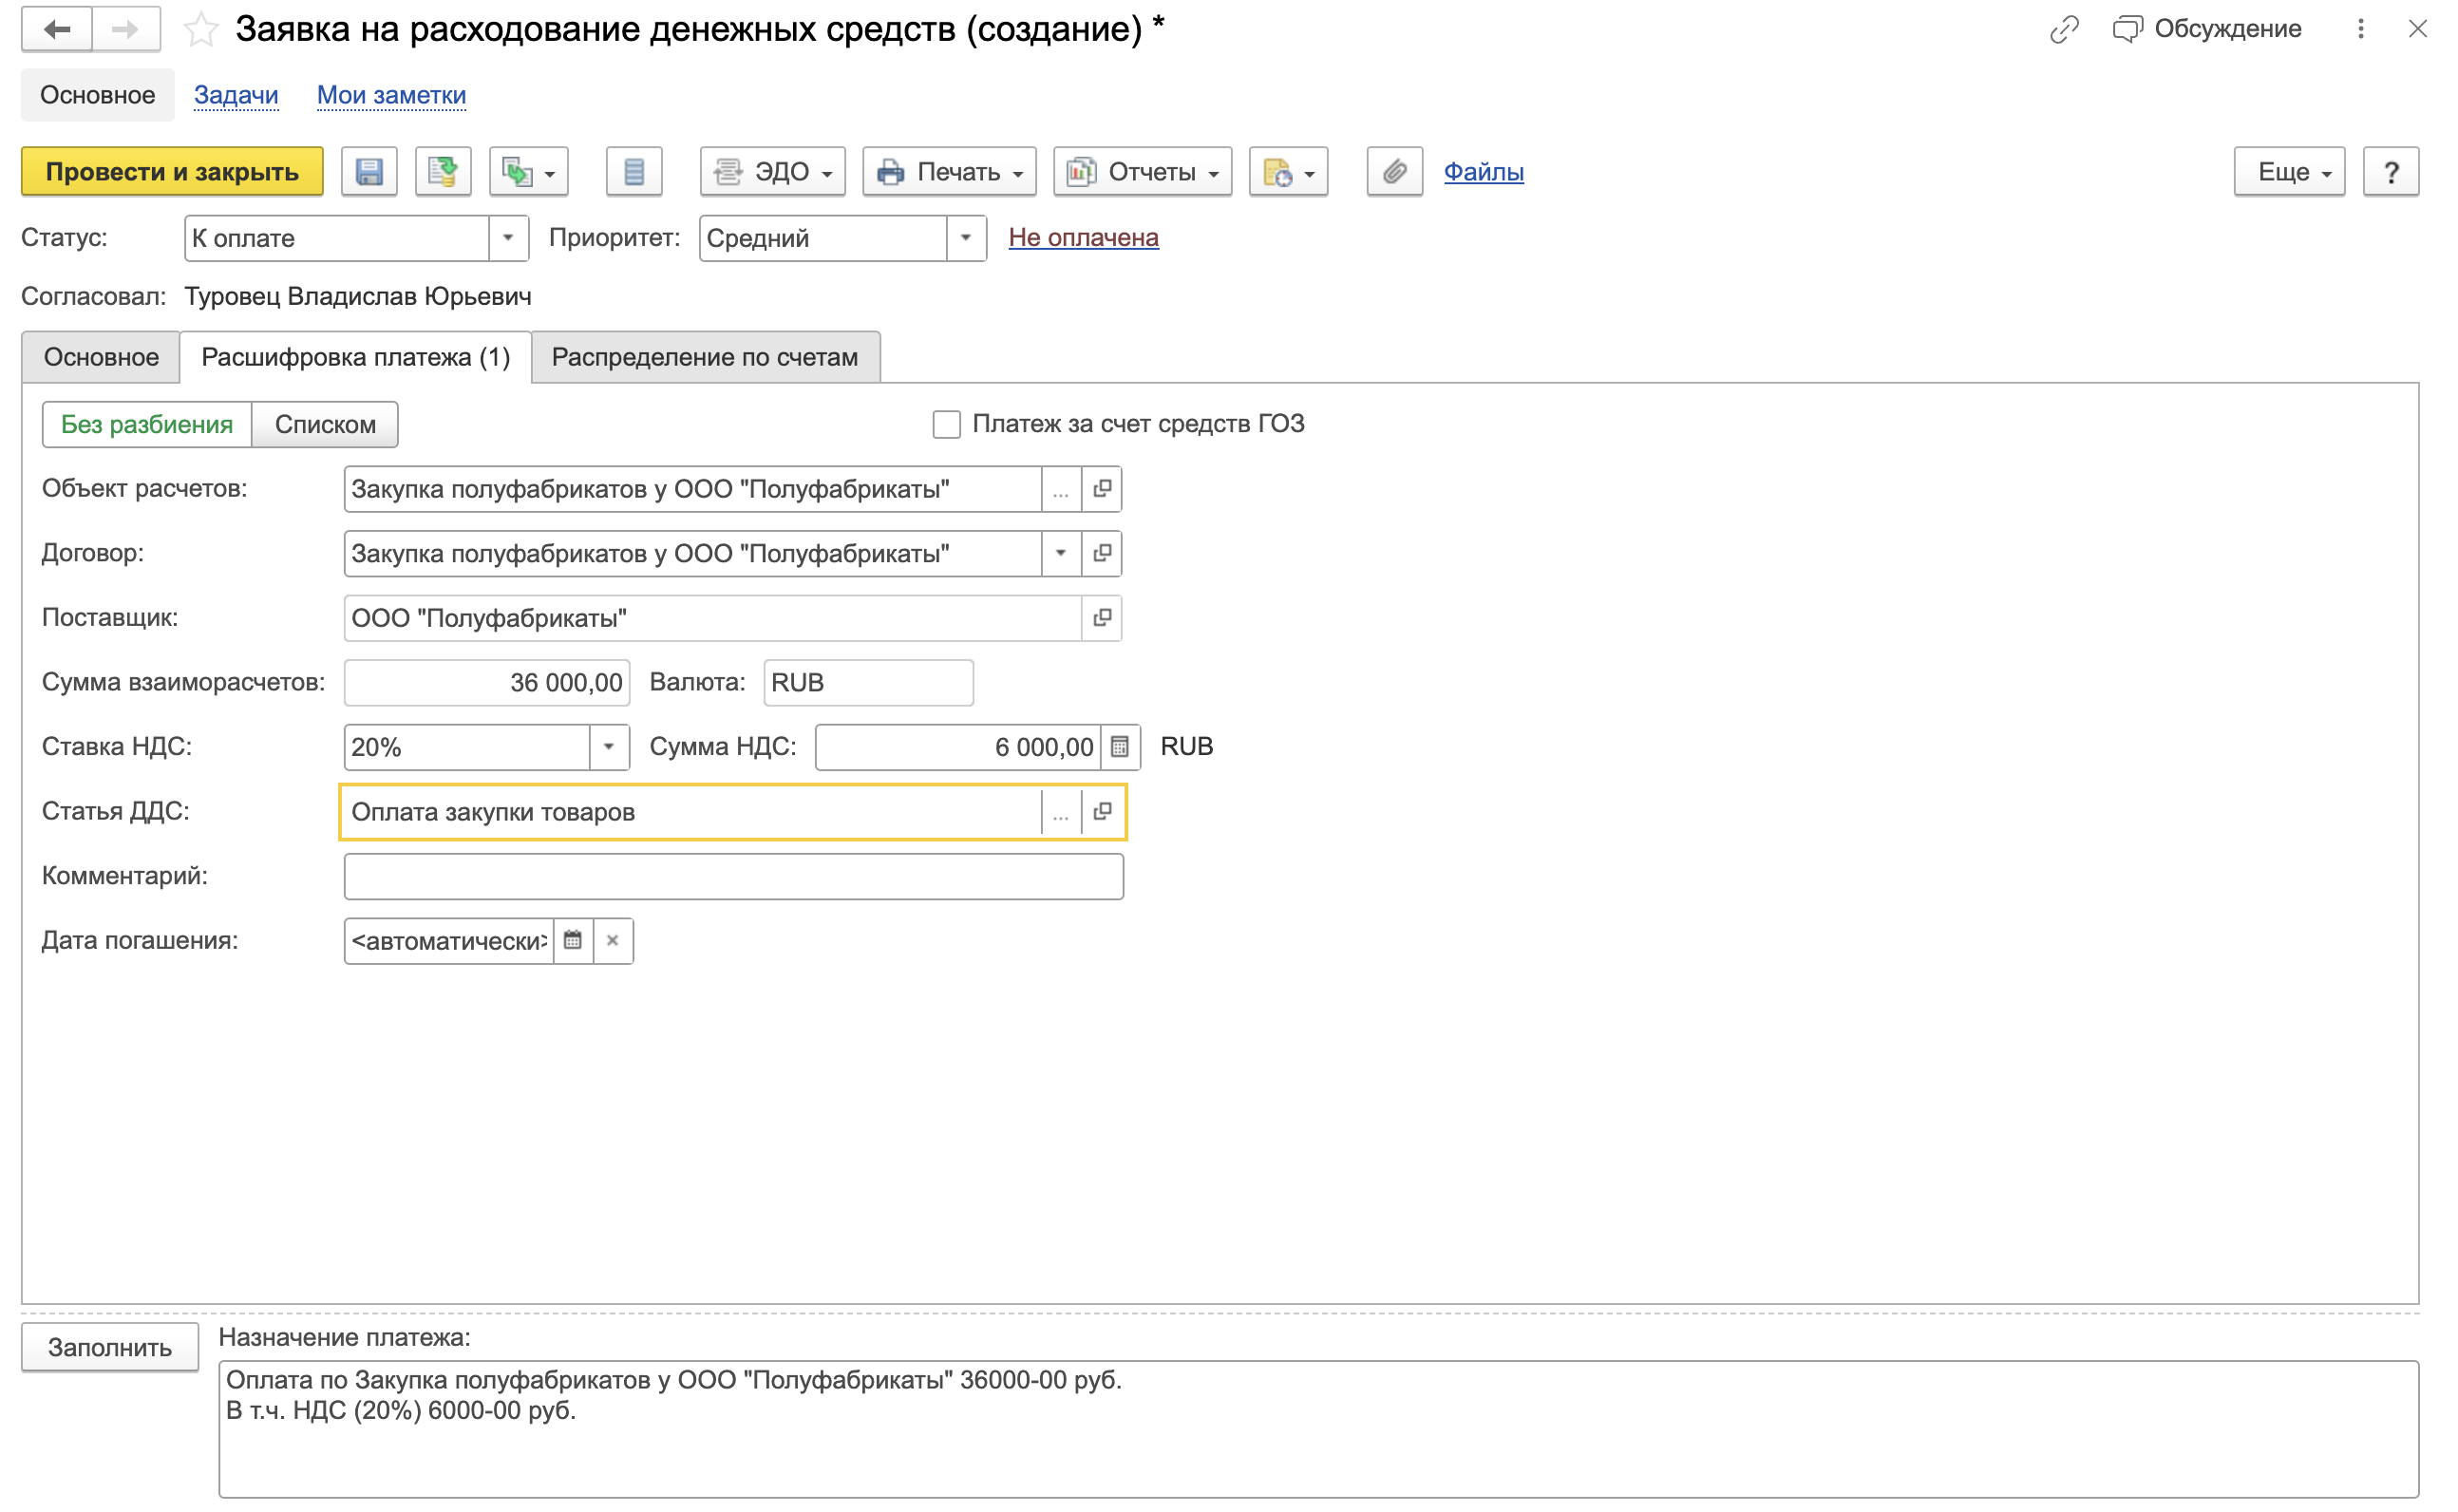 Заявка на расходование денежных средств (создание) *
Обсуждение
Основное Задачи Мои заметки
Провести и закрыть ЭДО Печать Отчеты Файлы Еще ?
Статус: К оплате Приоритет: Средний Не оплачена
Согласовал: Туровец Владислав Юрьевич
Основное Расшифровка платежа (1) Распределение по счетам
Без разбиения Списком Платеж за счет средств ГОЗ
Объект расчетов: Закупка полуфабрикатов у ООО "Полуфабрикаты" ...
Договор: Закупка полуфабрикатов у ООО "Полуфабрикаты"
Поставщик: ООО "Полуфабрикаты"
Сумма взаиморасчетов: 36 000,00 Валюта: RUB
Ставка НДС: 20% Сумма НДС: 6 000,00 RUB
Статья ДДС: Оплата закупки товаров ...
Комментарий:
Дата погашения: <автоматически>
Заполнить Назначение платежа:
Оплата по Закупка полуфабрикатов у ООО "Полуфабрикаты" 36000-00 руб.
В т.ч. НДС (20%) 6000-00 руб.